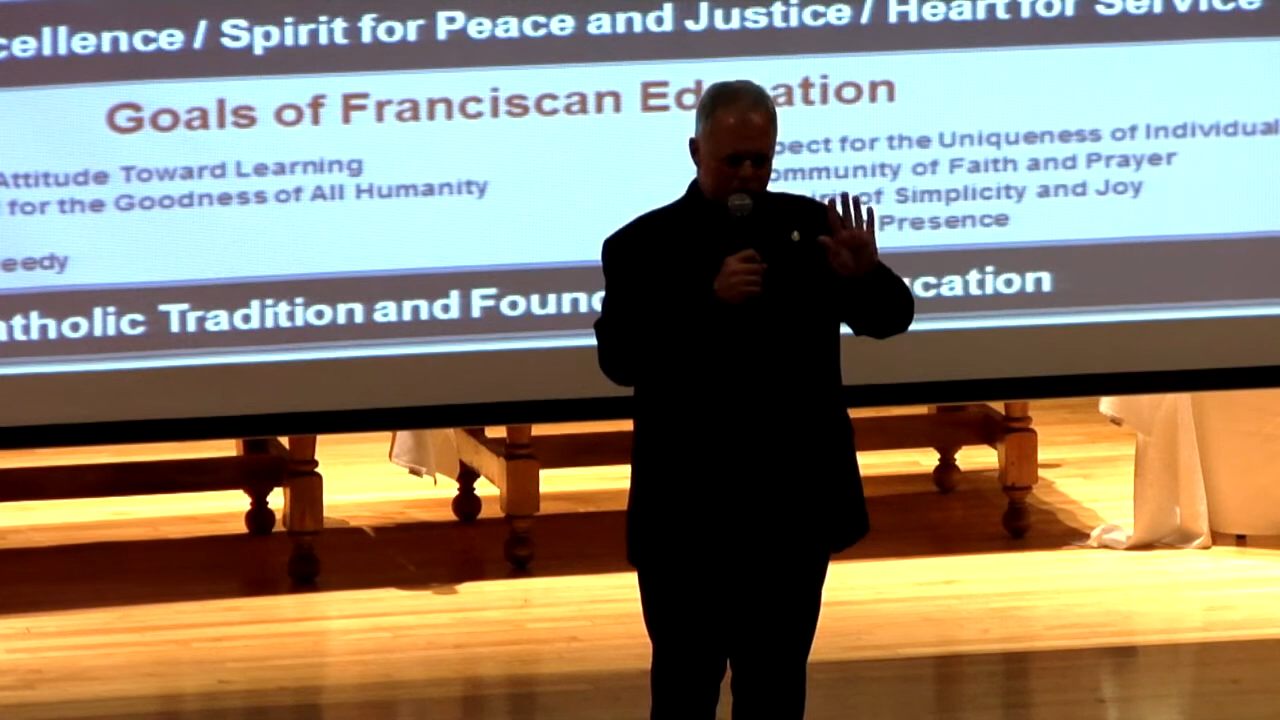 cellence / Spirit for Peace and Justice / Heart for Service
Goals of Franciscan Ed ation
Attitude Toward Learning
for the Goodness of All Humanity
eedy
pect for the Uniqueness of Individual
ommunity of Faith and Prayer
of Simplicity and Joy
Presence
atholic Tradition and Found ucation